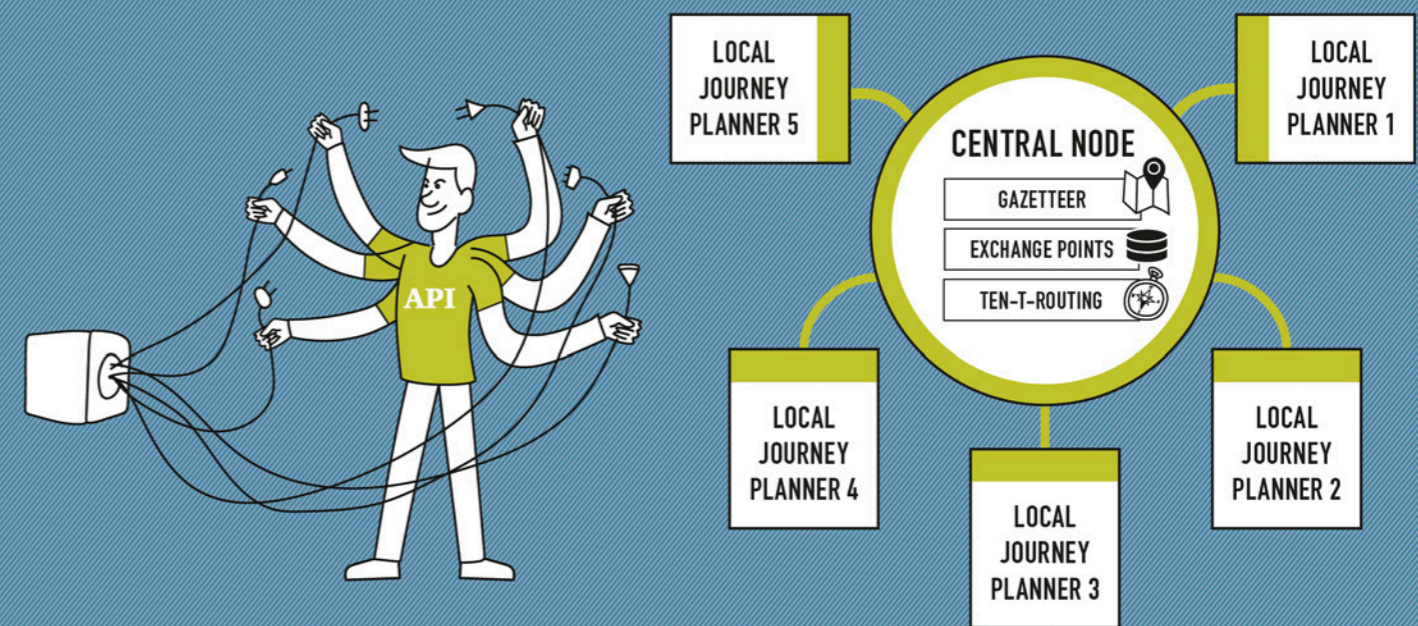 API
LOCAL
JOURNEY
PLANNER 5
LOCAL
JOURNEY
PLANNER 1
CENTRAL NODE
GAZETTEER
EXCHANGE POINTS
TEN-T-ROUTING
LOCAL
JOURNEY
PLANNER 4
LOCAL
JOURNEY
PLANNER 2
LOCAL
JOURNEY
PLANNER 3